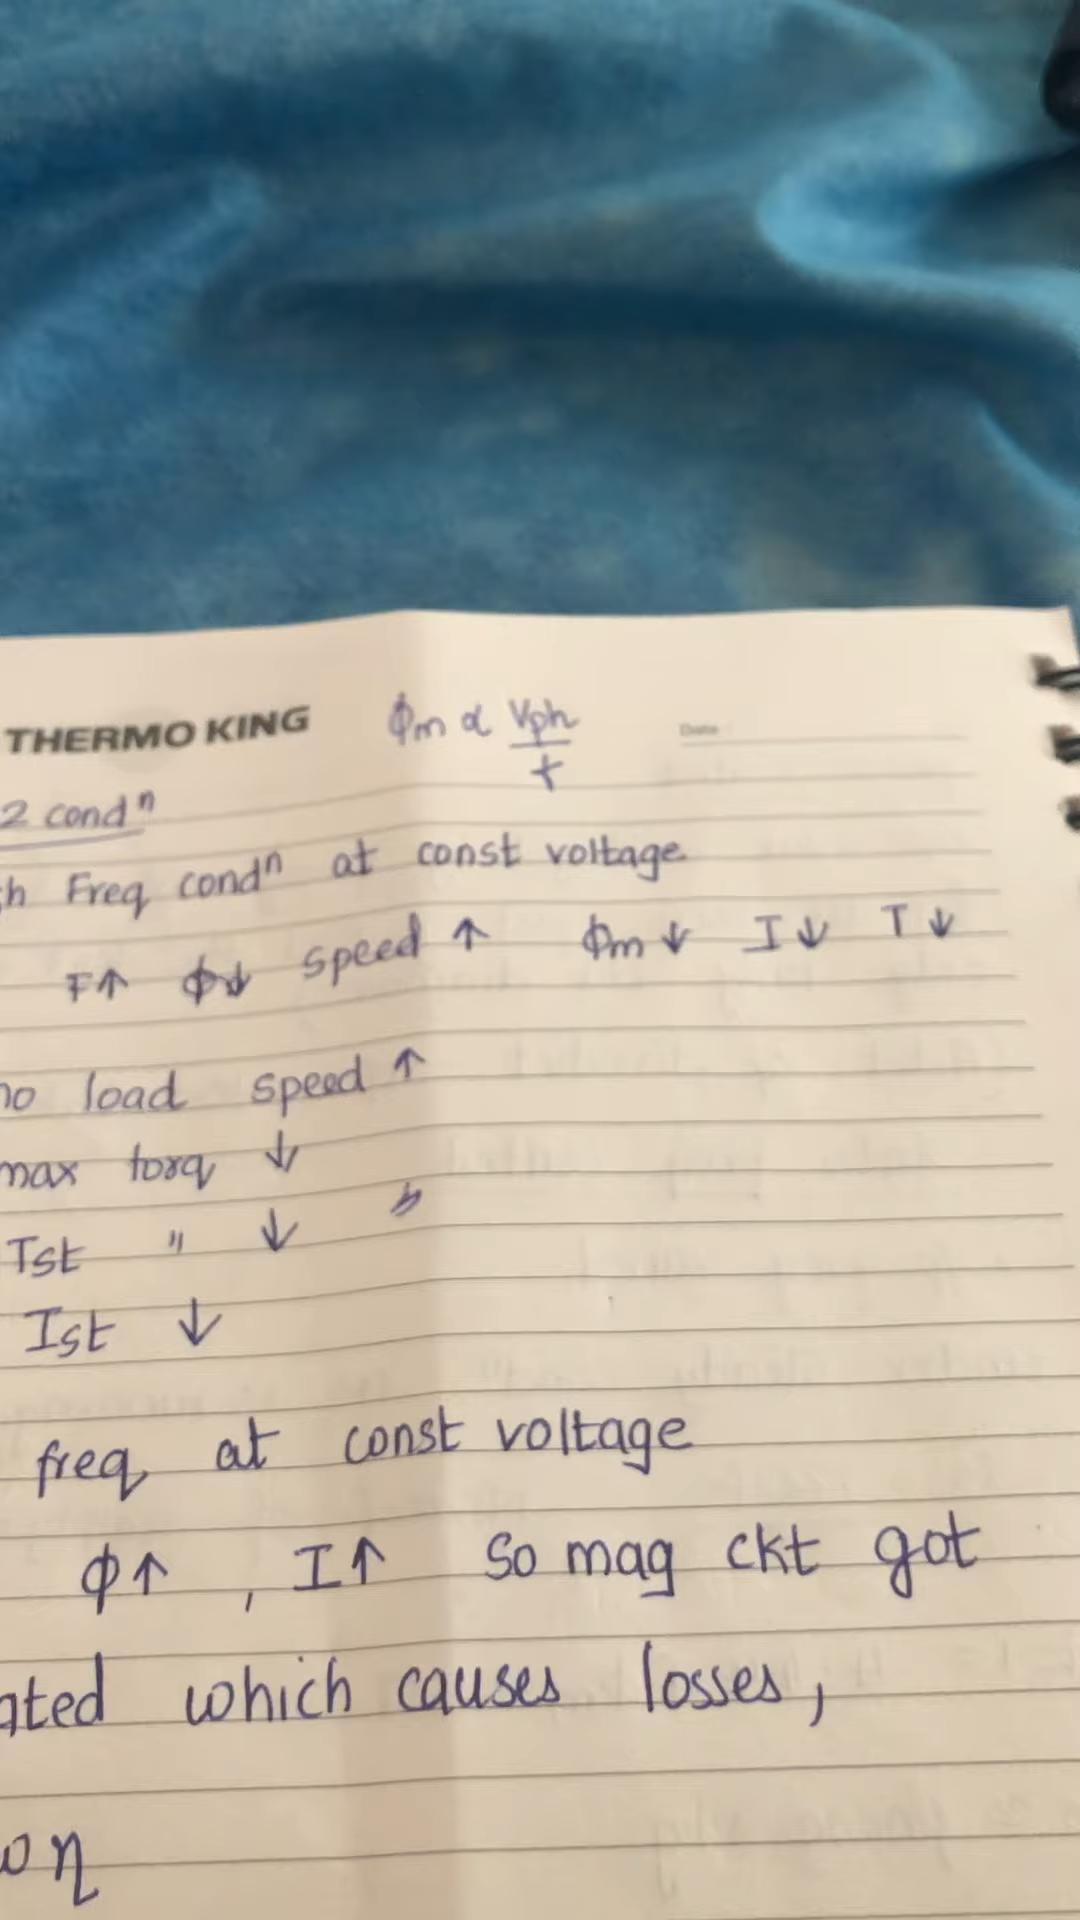 THERMO KING ϕm α Vph
f
Date
2 condⁿ
Freq condⁿ at const voltage
F↑ ϕ↓ speed ↑ ϕm ↓ I↓ T↓
no load speed ↑
max torq ↓
Tst " ↓
Ist ↓
freq at const voltage
ϕ↑ , I↑ so mag ckt got
ated which causes losses,
η